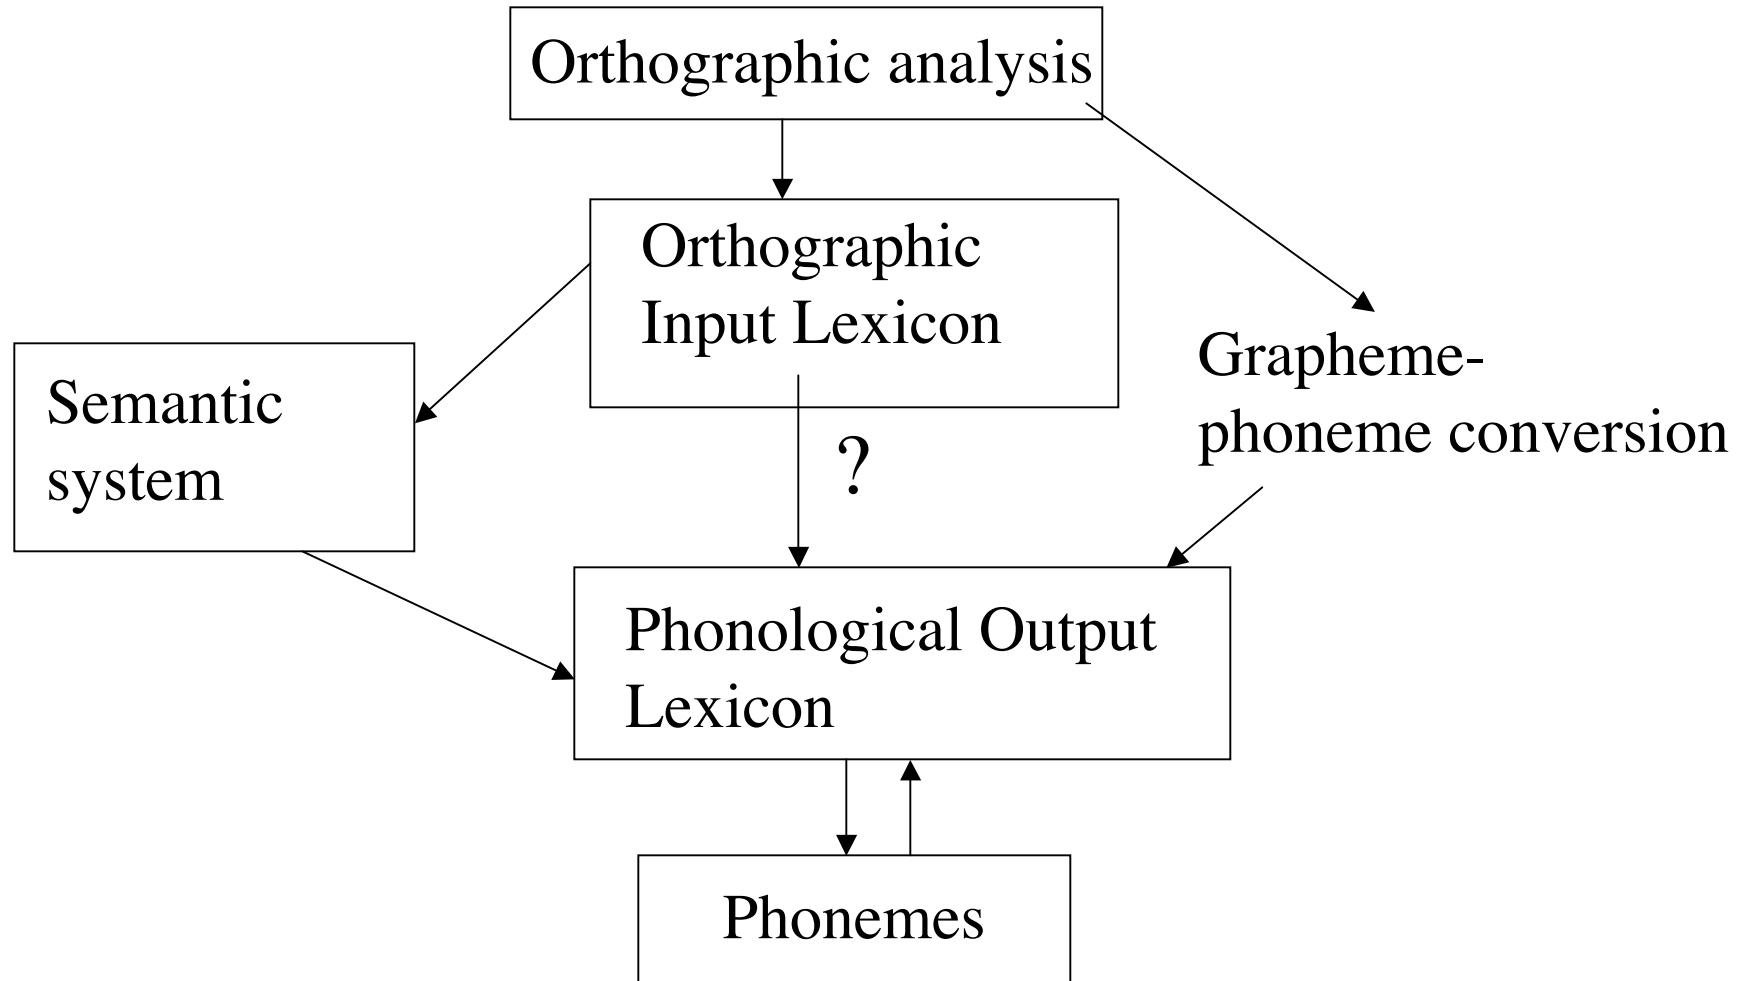 Orthographic analysis
Orthographic
Input Lexicon
Semantic
system
Grapheme-
phoneme conversion
?
Phonological Output
Lexicon
Phonemes